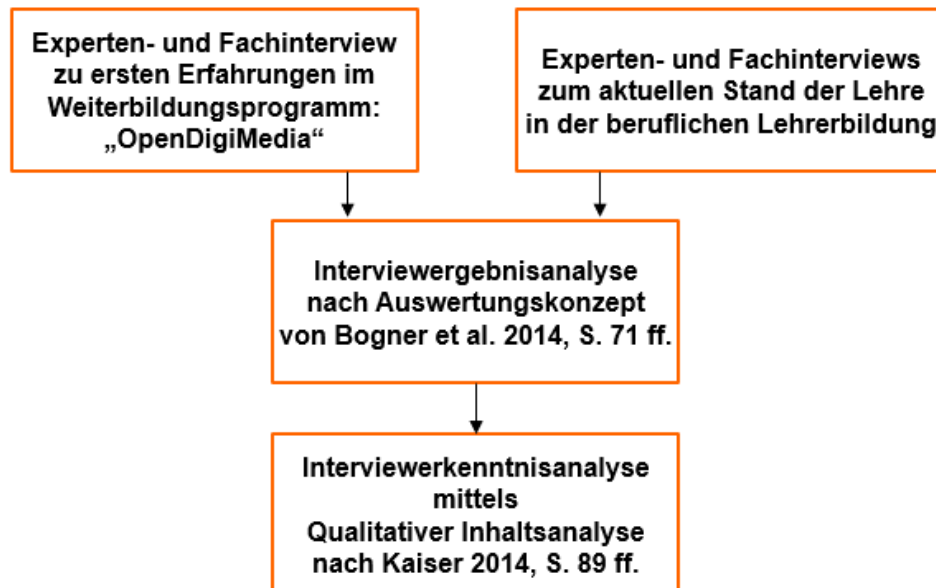 Experten- und Fachinterview
zu ersten Erfahrungen im
Weiterbildungsprogramm:
„OpenDigiMedia“
Experten- und Fachinterviews
zum aktuellen Stand der Lehre
in der beruflichen Lehrerbildung
Interviewergebnisanalyse
nach Auswertungskonzept
von Bogner et al. 2014, S. 71 ff.
Interviewerkenntnisanalyse
mittels
Qualitativer Inhaltsanalyse
nach Kaiser 2014, S. 89 ff.